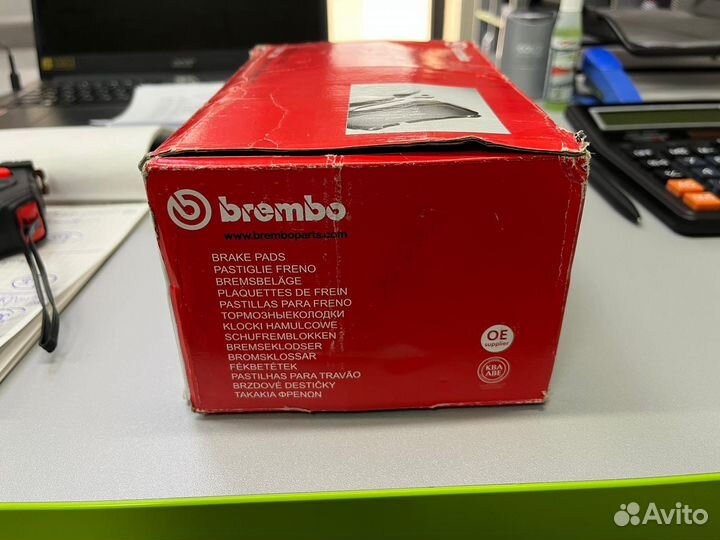 brembo
www.bremboparts.com
BRAKE PADS
PASTIGLIE FRENO
BREMSBELÄGE
PLAQUETTES DE FREIN
PASTILLAS PARA FRENO
ТОРМОЗНЫЕКОЛОДКИ
KLOCKI HAMULCOWE
SCHUFREMBLOKKEN
BREMSEKLODSER
BROMSKLOSSAR
FÉKBETÉTEK
PASTILHAS PARA TRAVÃO
BRZDOVÉ DESTIČKY
ΤΑΚΑΚΙΑ ΦΡΕΝΩΝ
OE
supplier
KBA
ABE
Avito